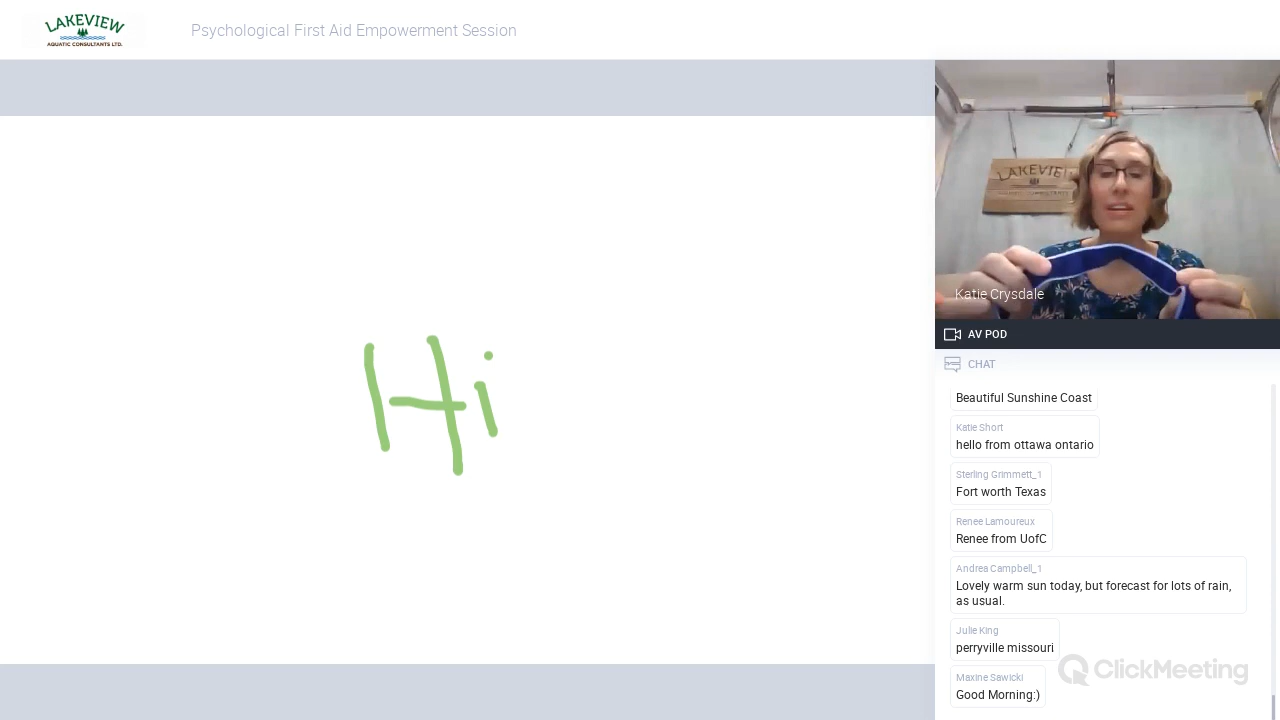 LAKEVIEW
AQUATIC CONSULTANTS LTD.
Psychological First Aid Empowerment Session
Hi
LAKEVIEW
Katie Crysdale
AV POD
CHAT
Beautiful Sunshine Coast
Katie Short
hello from ottawa ontario
Sterling Grimmett_1
Fort worth Texas
Renee Lamoureux
Renee from UofC
Andrea Campbell_1
Lovely warm sun today, but forecast for lots of rain,
as usual.
Julie King
perryville missouri
Maxine Sawicki
Good Morning:)
ClickMeeting